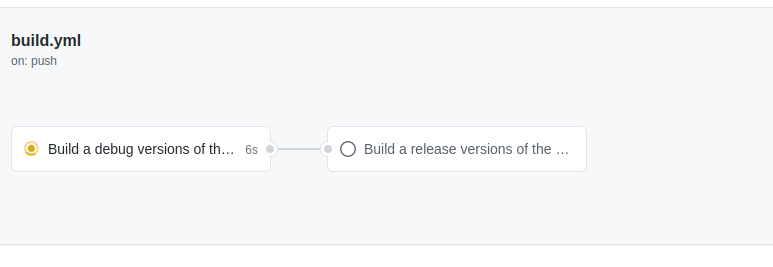 build.yml
on: push
Build a debug versions of th… 6s
Build a release versions of the …